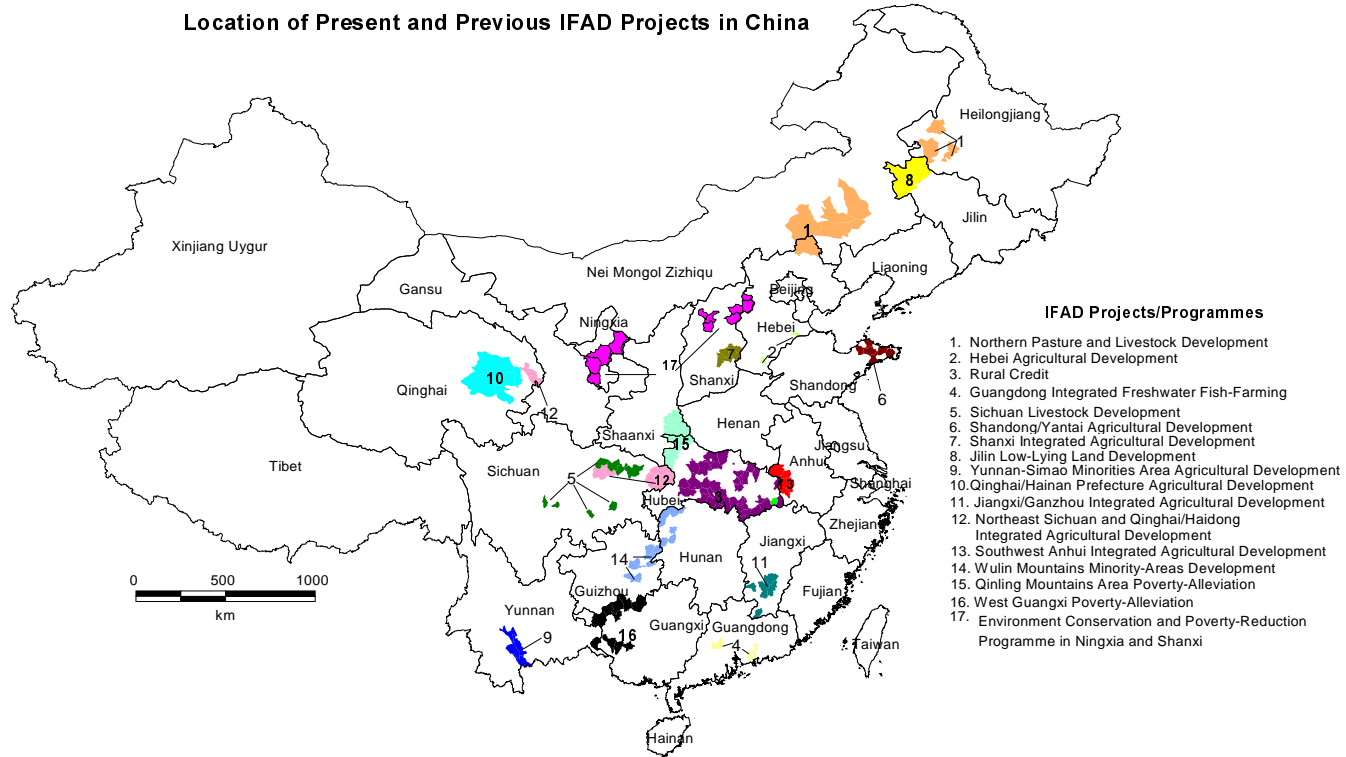 Location of Present and Previous IFAD Projects in China
Heilongjiang
1
8
Jilin
1
Xinjiang Uygur
Nei Mongol Zizhiqu
Liaoning
Gansu
Beijing
Ningxia
Hebei
2
17
7
Shanxi
Shandong
6
Qinghai
10
12
Shaanxi
15
Henan
Jiangsu
Anhui
Tibet
Sichuan
5
12
Hubei
3
13
Shanghai
Zhejiang
14
Hunan
Jiangxi
11
Guizhou
Fujian
0 500 1000
km
Yunnan
9
16
Guangxi
Guangdong
4
Taiwan
Hainan
IFAD Projects/Programmes
1. Northern Pasture and Livestock Development
2. Hebei Agricultural Development
3. Rural Credit
4. Guangdong Integrated Freshwater Fish-Farming
5. Sichuan Livestock Development
6. Shandong/Yantai Agricultural Development
7. Shanxi Integrated Agricultural Development
8. Jilin Low-Lying Land Development
9. Yunnan-Simao Minorities Area Agricultural Development
10.Qinghai/Hainan Prefecture Agricultural Development
11. Jiangxi/Ganzhou Integrated Agricultural Development
12. Northeast Sichuan and Qinghai/Haidong
Integrated Agricultural Development
13. Southwest Anhui Integrated Agricultural Development
14. Wulin Mountains Minority-Areas Development
15. Qinling Mountains Area Poverty-Alleviation
16. West Guangxi Poverty-Alleviation
17. Environment Conservation and Poverty-Reduction
Programme in Ningxia and Shanxi